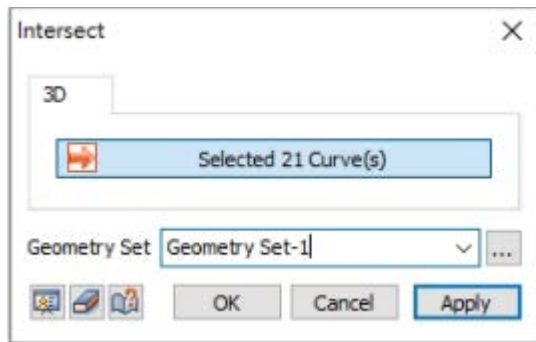 Intersect
3D
Selected 21 Curve(s)
Geometry Set Geometry Set-1 ...
OK Cancel Apply